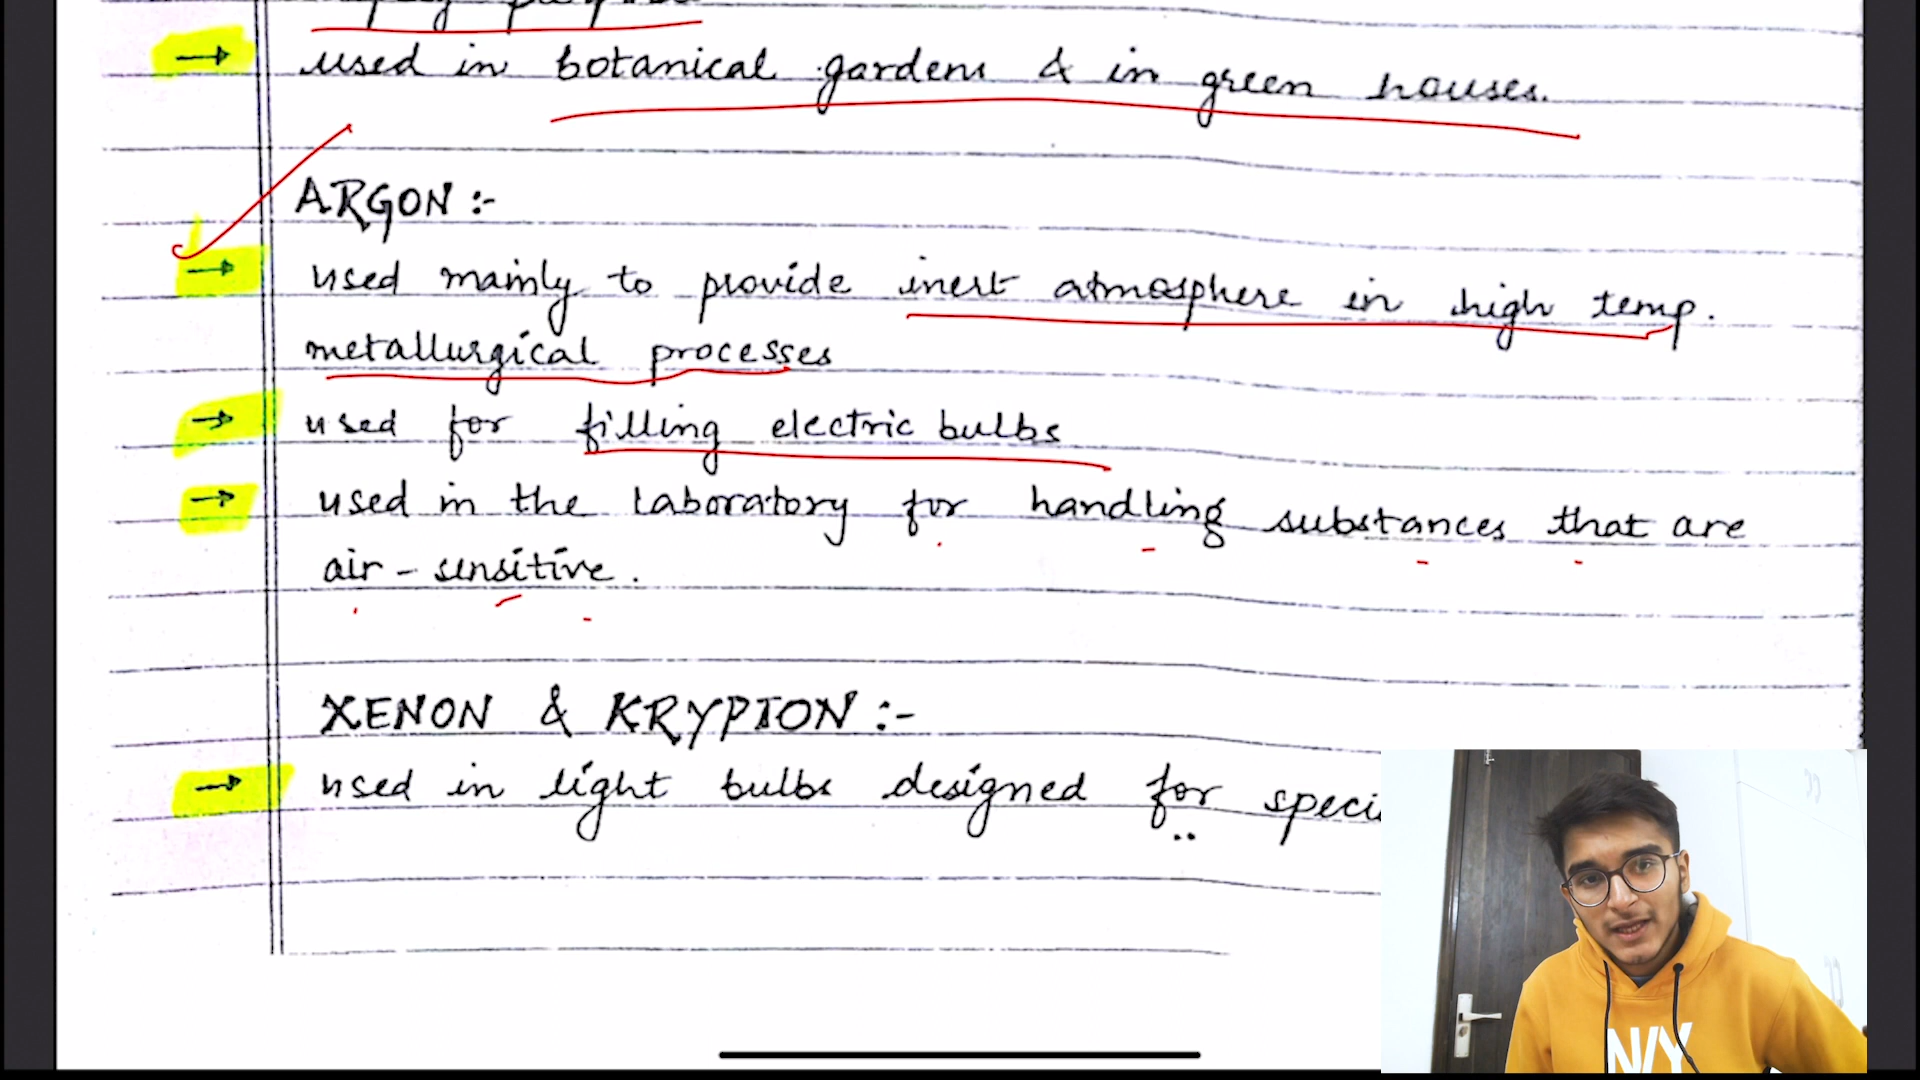 → used in botanical gardens & in green houses.
ARGON :-
→ used mainly to provide inert atmosphere in high temp.
metallurgical processes
→ used for filling electric bulbs
→ used in the laboratory for handling substances that are
air - sensitive.
XENON & KRYPTON :-
→ used in light bulbs designed for speci
N/Y